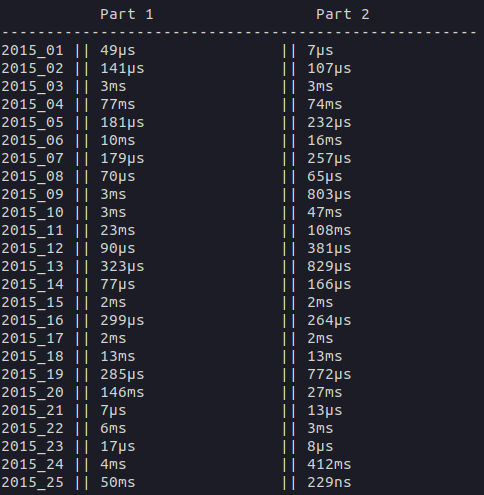 Part 1 Part 2
-----------------------------------------------------
2015_01 || 49µs || 7µs
2015_02 || 141µs || 107µs
2015_03 || 3ms || 3ms
2015_04 || 77ms || 74ms
2015_05 || 181µs || 232µs
2015_06 || 10ms || 16ms
2015_07 || 179µs || 257µs
2015_08 || 70µs || 65µs
2015_09 || 3ms || 803µs
2015_10 || 3ms || 47ms
2015_11 || 23ms || 108ms
2015_12 || 90µs || 381µs
2015_13 || 323µs || 829µs
2015_14 || 77µs || 166µs
2015_15 || 2ms || 2ms
2015_16 || 299µs || 264µs
2015_17 || 2ms || 2ms
2015_18 || 13ms || 13ms
2015_19 || 285µs || 772µs
2015_20 || 146ms || 27ms
2015_21 || 7µs || 13µs
2015_22 || 6ms || 3ms
2015_23 || 17µs || 8µs
2015_24 || 4ms || 412ms
2015_25 || 50ms || 229ns